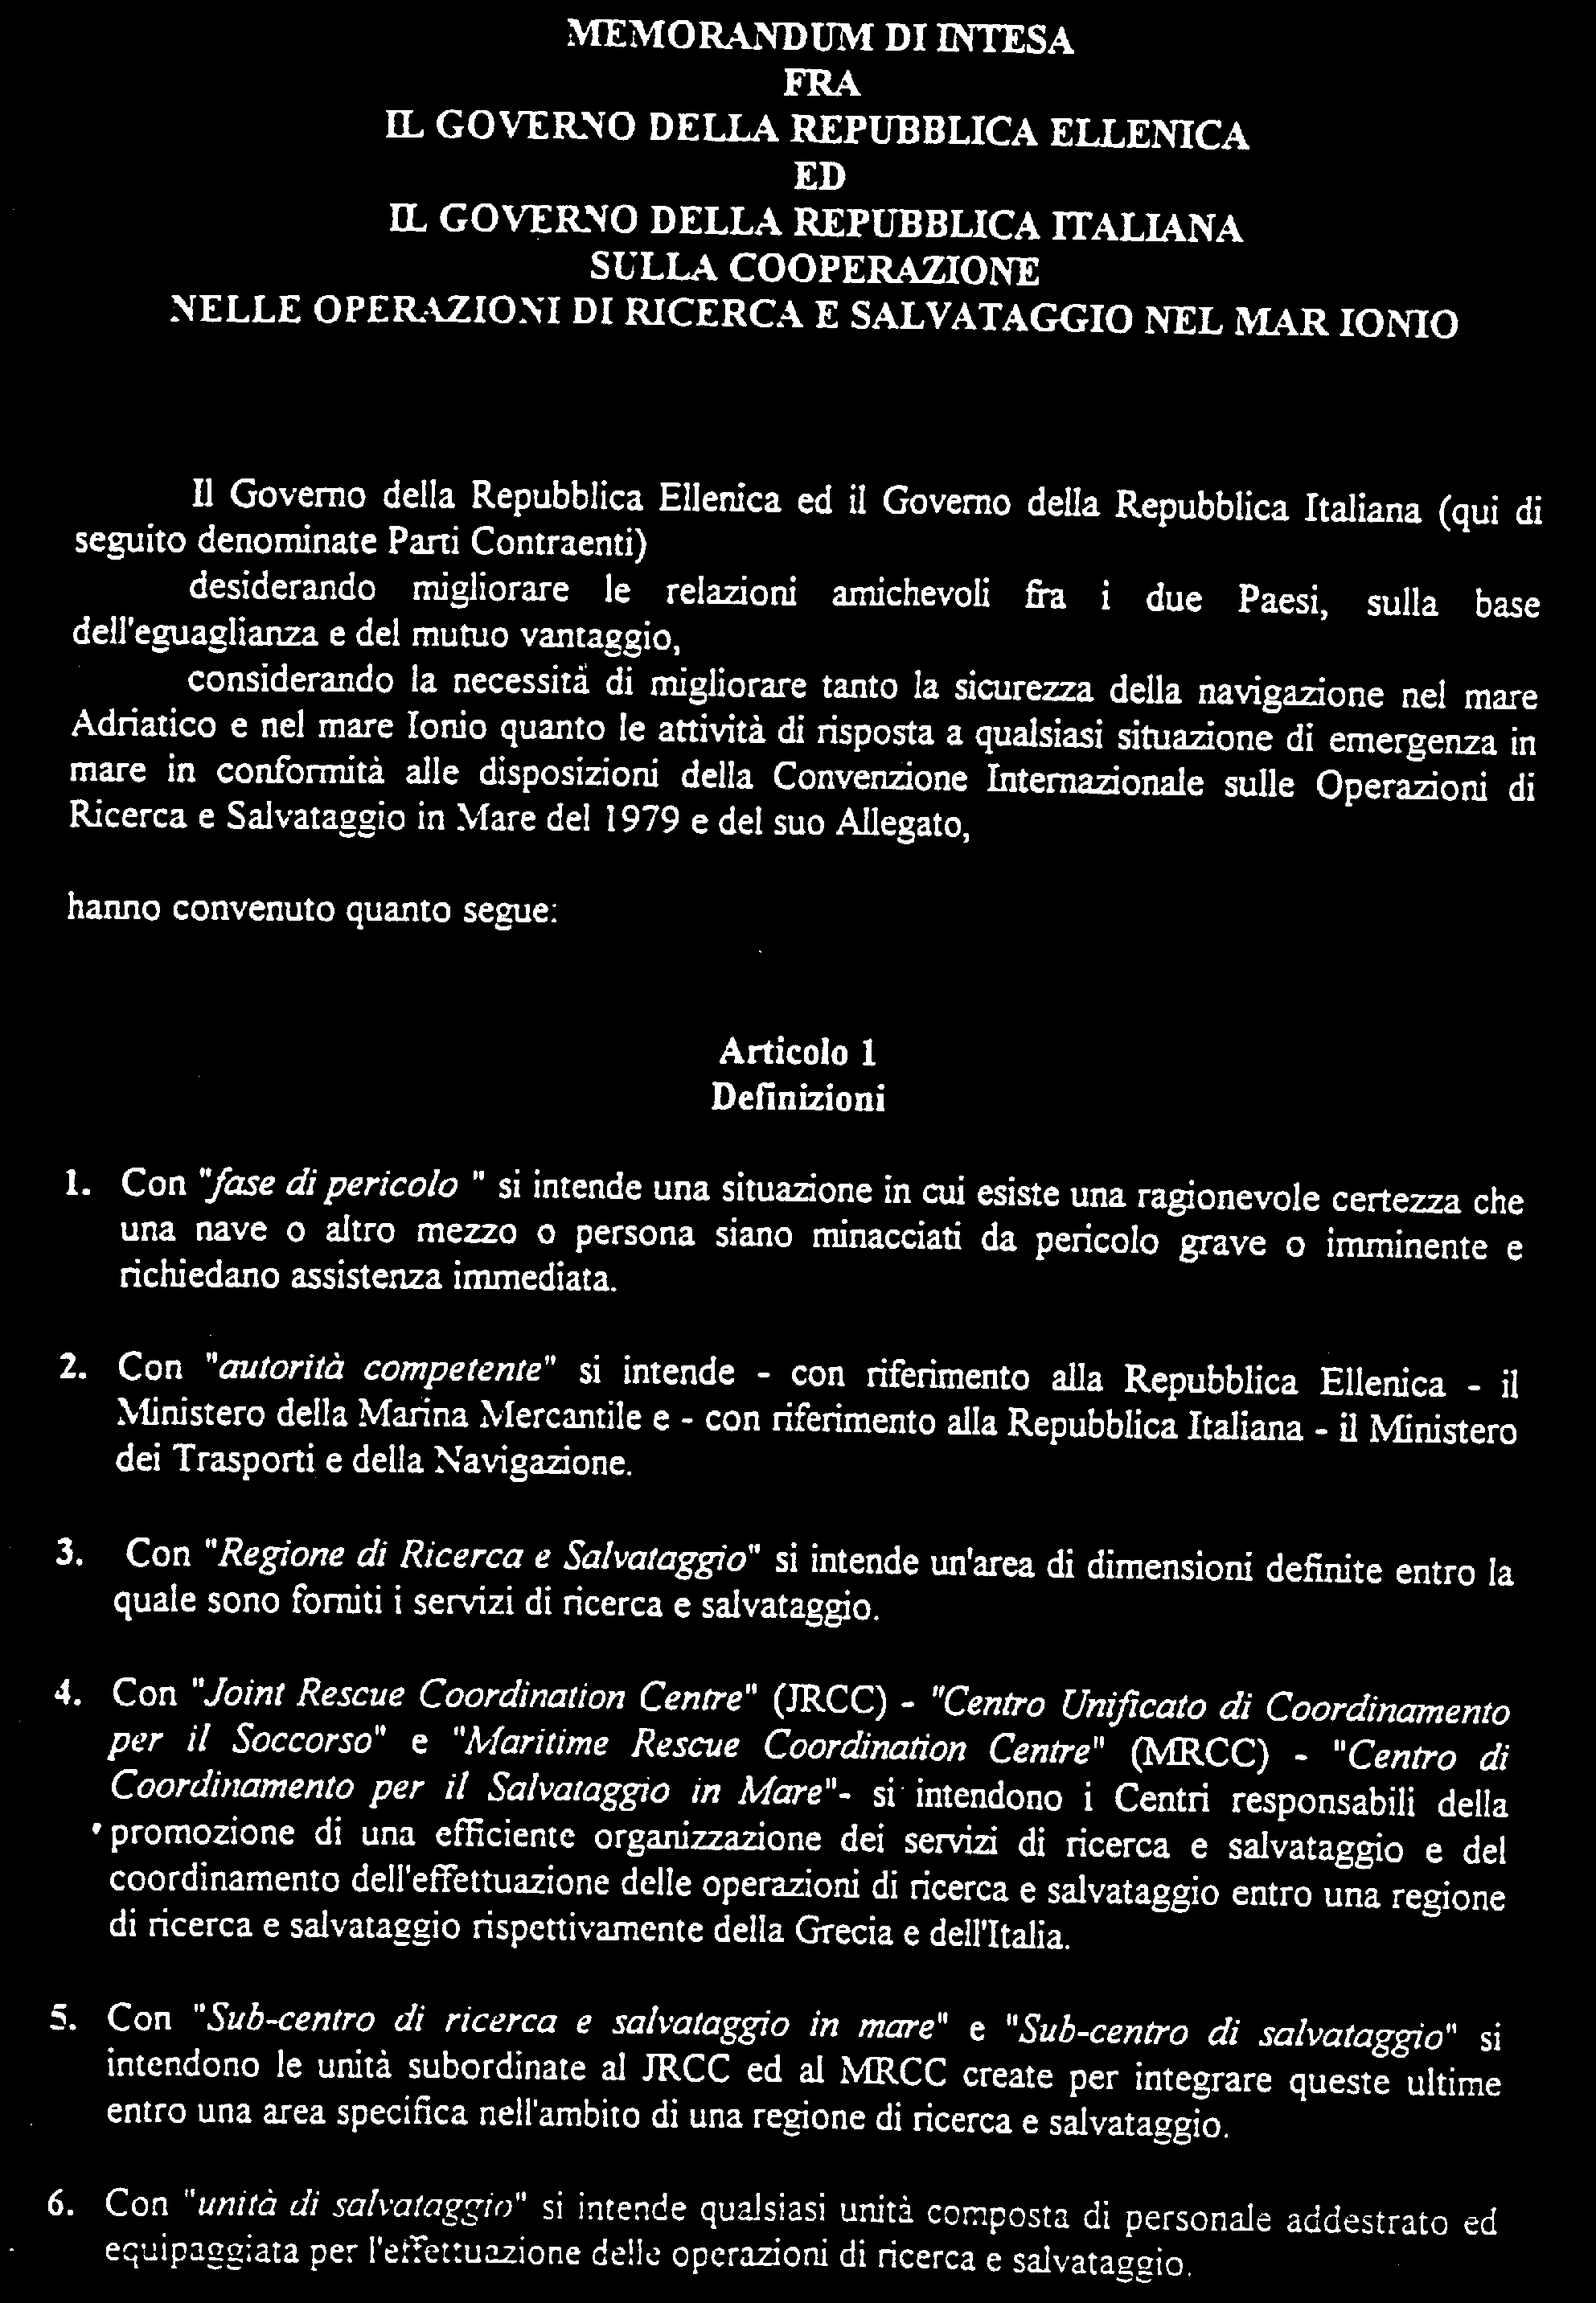 MEMORANDUM DI INTESA
FRA
IL GOVERNO DELLA REPUBBLICA ELLENICA
ED
IL GOVERNO DELLA REPUBBLICA ITALIANA
SULLA COOPERAZIONE
NELLE OPERAZIONI DI RICERCA E SALVATAGGIO NEL MAR IONIO
Il Governo della Repubblica Ellenica ed il Governo della Repubblica Italiana (qui di
seguito denominate Parti Contraenti)
desiderando migliorare le relazioni amichevoli fra i due Paesi, sulla base
dell'eguaglianza e del mutuo vantaggio,
considerando la necessità di migliorare tanto la sicurezza della navigazione nel mare
Adriatico e nel mare Ionio quanto le attività di risposta a qualsiasi situazione di emergenza in
mare in conformità alle disposizioni della Convenzione Internazionale sulle Operazioni di
Ricerca e Salvataggio in Mare del 1979 e del suo Allegato,
hanno convenuto quanto segue:
Articolo 1
Definizioni
1. Con "fase di pericolo " si intende una situazione in cui esiste una ragionevole certezza che
una nave o altro mezzo o persona siano minacciati da pericolo grave o imminente e
richiedano assistenza immediata.
2. Con "autorità competente" si intende - con riferimento alla Repubblica Ellenica - il
Ministero della Marina Mercantile e - con riferimento alla Repubblica Italiana - il Ministero
dei Trasporti e della Navigazione.
3. Con "Regione di Ricerca e Salvataggio" si intende un'area di dimensioni definite entro la
quale sono forniti i servizi di ricerca e salvataggio.
4. Con "Joint Rescue Coordination Centre" (JRCC) - "Centro Unificato di Coordinamento
per il Soccorso" e "Maritime Rescue Coordination Centre" (MRCC) - "Centro di
Coordinamento per il Salvataggio in Mare"- si intendono i Centri responsabili della
promozione di una efficiente organizzazione dei servizi di ricerca e salvataggio e del
coordinamento dell'effettuazione delle operazioni di ricerca e salvataggio entro una regione
di ricerca e salvataggio rispettivamente della Grecia e dell'Italia.
5. Con "Sub-centro di ricerca e salvataggio in mare" e "Sub-centro di salvataggio" si
intendono le unità subordinate al JRCC ed al MRCC create per integrare queste ultime
entro una area specifica nell'ambito di una regione di ricerca e salvataggio.
6. Con "unità di salvataggio" si intende qualsiasi unità composta di personale addestrato ed
equipaggiata per l'effettuazione delle operazioni di ricerca e salvataggio.